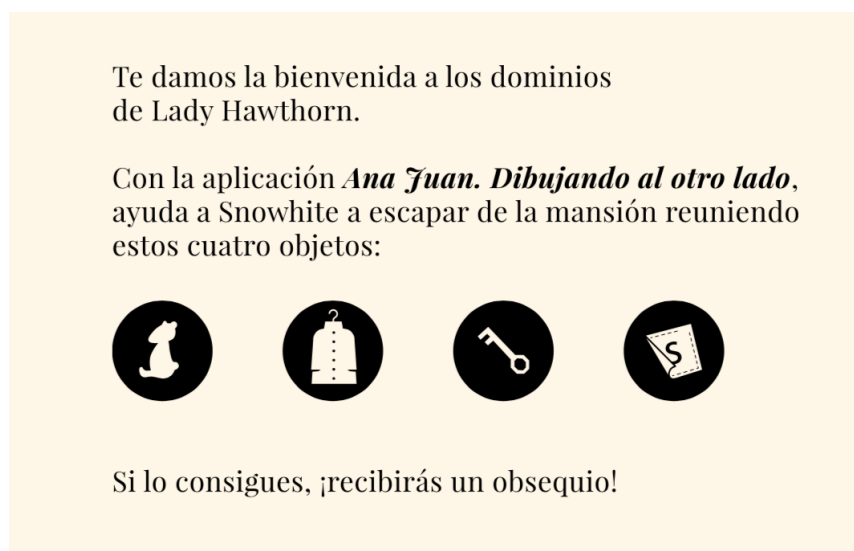 Te damos la bienvenida a los dominios
de Lady Hawthorn.
Con la aplicación Ana Juan. Dibujando al otro lado,
ayuda a Snowhite a escapar de la mansión reuniendo
estos cuatro objetos:
S
Si lo consigues, ¡recibirás un obsequio!